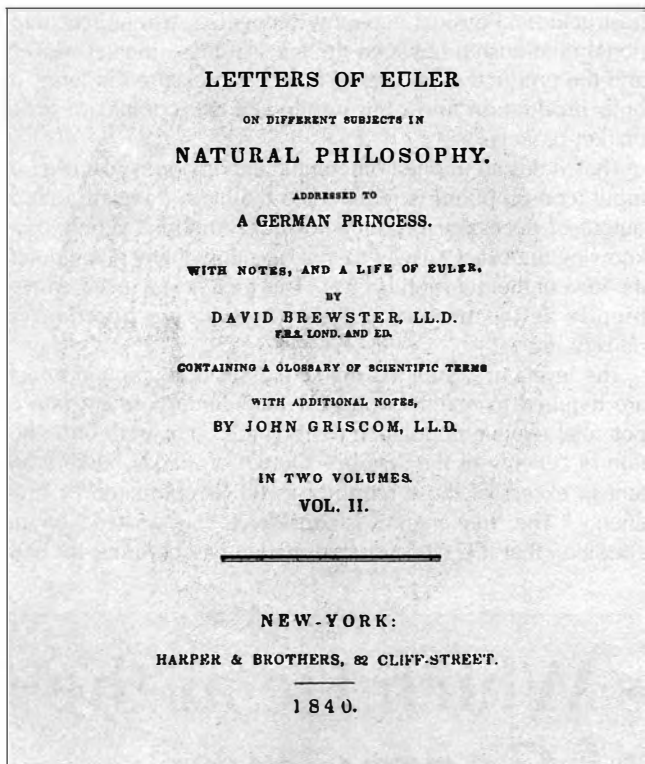 LETTERS OF EULER
ON DIFFERENT SUBJECTS IN
NATURAL PHILOSOPHY.
ADDRESSED TO
A GERMAN PRINCESS.
WITH NOTES, AND A LIFE OF EULER,
BY
DAVID BREWSTER, LL.D.
F.R.S. LOND. AND ED.
CONTAINING A GLOSSARY OF SCIENTIFIC TERMS
WITH ADDITIONAL NOTES,
BY JOHN GRISCOM, LL.D.
IN TWO VOLUMES.
VOL. II.
NEW-YORK:
HARPER & BROTHERS, 82 CLIFF-STREET.
1840.